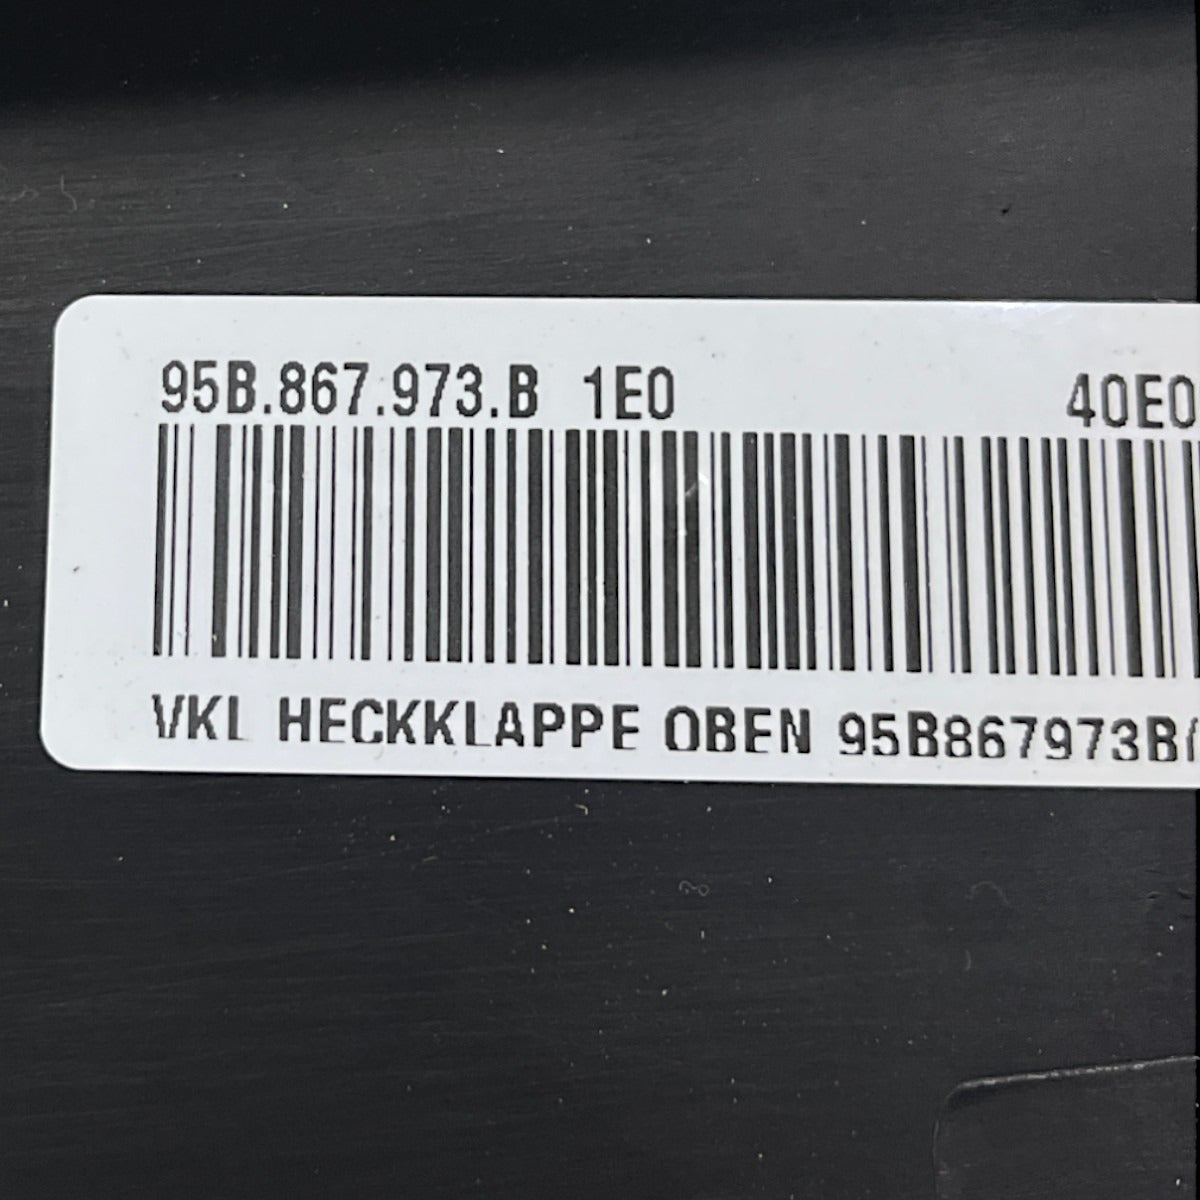 95B.867.973.B 1E0 40E0
VKL HECKKLAPPE OBEN 95B867973B